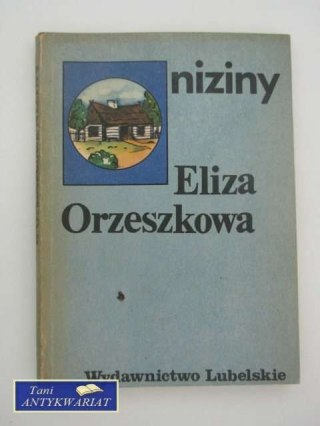 niziny
Eliza
Orzeszkowa
Wydawnictwo Lubelskie
Tani
ANTYKWARIAT